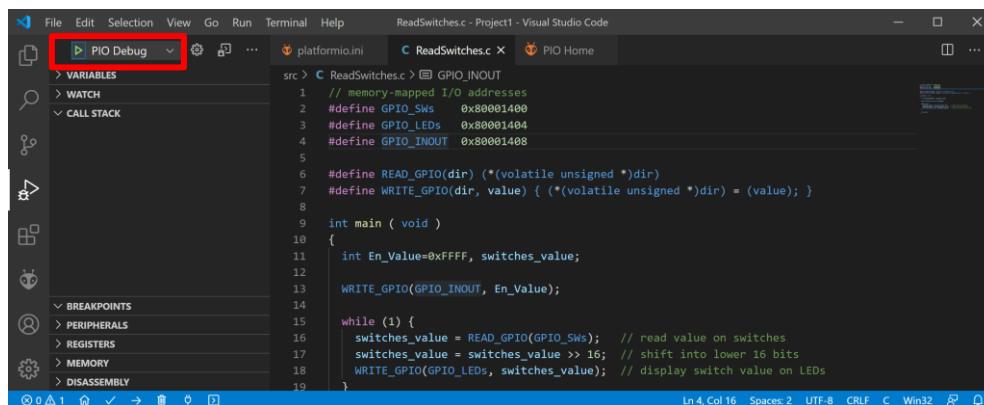 File Edit Selection View Go Run Terminal Help ReadSwitches.c - Project1 - Visual Studio Code
PIO Debug
platformio.ini C ReadSwitches.c PIO Home
VARIABLES
WATCH
CALL STACK
BREAKPOINTS
PERIPHERALS
REGISTERS
MEMORY
DISASSEMBLY
src > C ReadSwitches.c > GPIO_INOUT
1 // memory-mapped I/O addresses
2 #define GPIO_SWs 0x80001400
3 #define GPIO_LEDs 0x80001404
4 #define GPIO_INOUT 0x80001408
5
6 #define READ_GPIO(dir) (*(volatile unsigned *)dir)
7 #define WRITE_GPIO(dir, value) { (*(volatile unsigned *)dir) = (value); }
8
9 int main ( void )
10 {
11 int En_Value=0xFFFF, switches_value;
12
13 WRITE_GPIO(GPIO_INOUT, En_Value);
14
15 while (1) {
16 switches_value = READ_GPIO(GPIO_SWs); // read value on switches
17 switches_value = switches_value >> 16; // shift into lower 16 bits
18 WRITE_GPIO(GPIO_LEDs, switches_value); // display switch value on LEDs
19 }
0 1 Ln 4, Col 16 Spaces: 2 UTF-8 CRLF C Win32